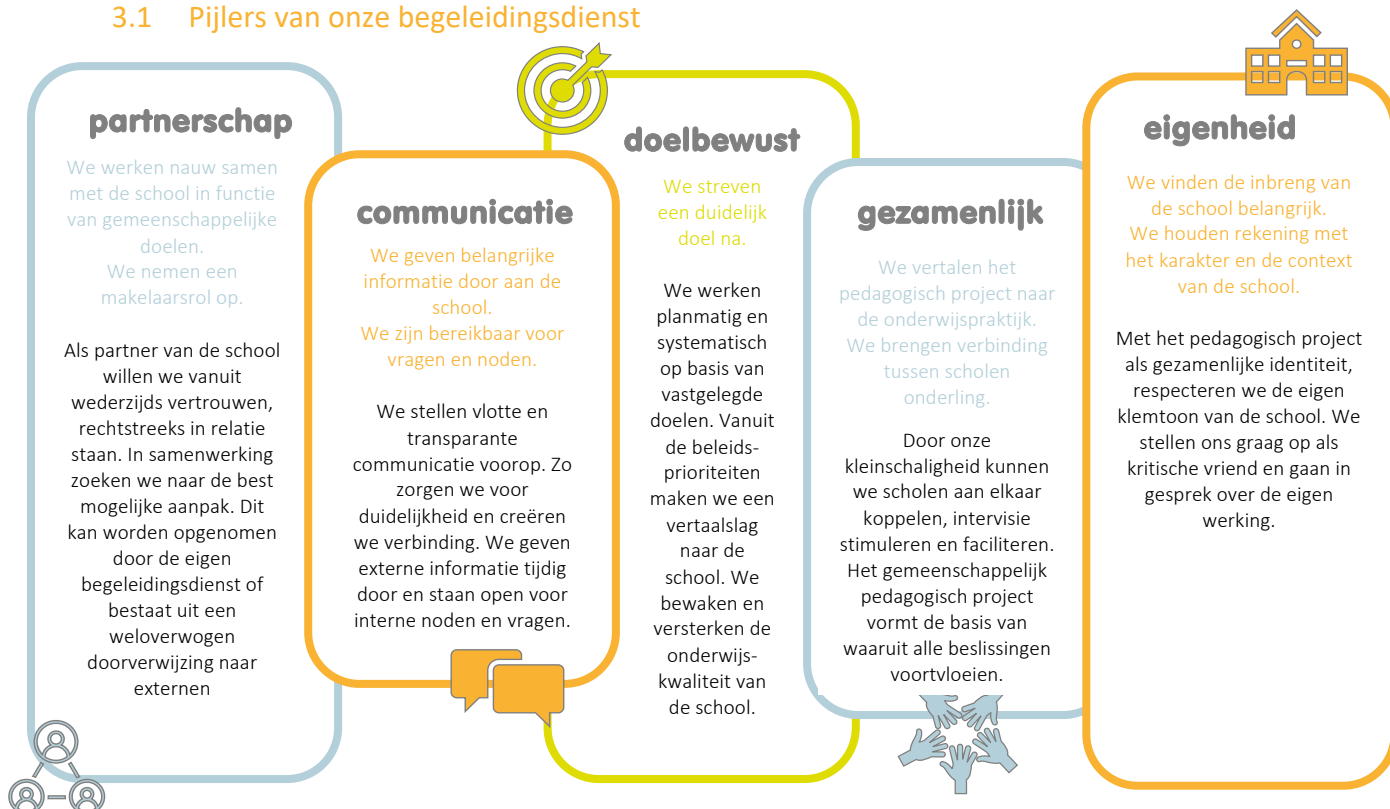 3.1 Pijlers van onze begeleidingsdienst
partnerschap
We werken nauw samen
met de school in functie
van gemeenschappelijke
doelen.
We nemen een
makelaarsrol op.
Als partner van de school
willen we vanuit
wederzijds vertrouwen,
rechtstreeks in relatie
staan. In samenwerking
zoeken we naar de best
mogelijke aanpak. Dit
kan worden opgenomen
door de eigen
begeleidingsdienst of
bestaat uit een
weloverwogen
doorverwijzing naar
externen
communicatie
We geven belangrijke
informatie door aan de
school.
We zijn bereikbaar voor
vragen en noden.
We stellen vlotte en
transparante
communicatie voorop. Zo
zorgen we voor
duidelijkheid en creëren
we verbinding. We geven
externe informatie tijdig
door en staan open voor
interne noden en vragen.
doelbewust
We streven
een duidelijk
doel na.
We werken
planmatig en
systematisch
op basis van
vastgelegde
doelen. Vanuit
de beleids-
prioriteiten
maken we een
vertaalslag
naar de
school. We
bewaken en
versterken de
onderwijs-
kwaliteit van
de school.
gezamenlijk
We vertalen het
pedagogisch project naar
de onderwijspraktijk.
We brengen verbinding
tussen scholen
onderling.
Door onze
kleinschaligheid kunnen
we scholen aan elkaar
koppelen, intervisie
stimuleren en faciliteren.
Het gemeenschappelijk
pedagogisch project
vormt de basis van
waaruit alle beslissingen
voortvloeien.
eigenheid
We vinden de inbreng van
de school belangrijk.
We houden rekening met
het karakter en de context
van de school.
Met het pedagogisch project
als gezamenlijke identiteit,
respecteren we de eigen
klemtoon van de school. We
stellen ons graag op als
kritische vriend en gaan in
gesprek over de eigen
werking.